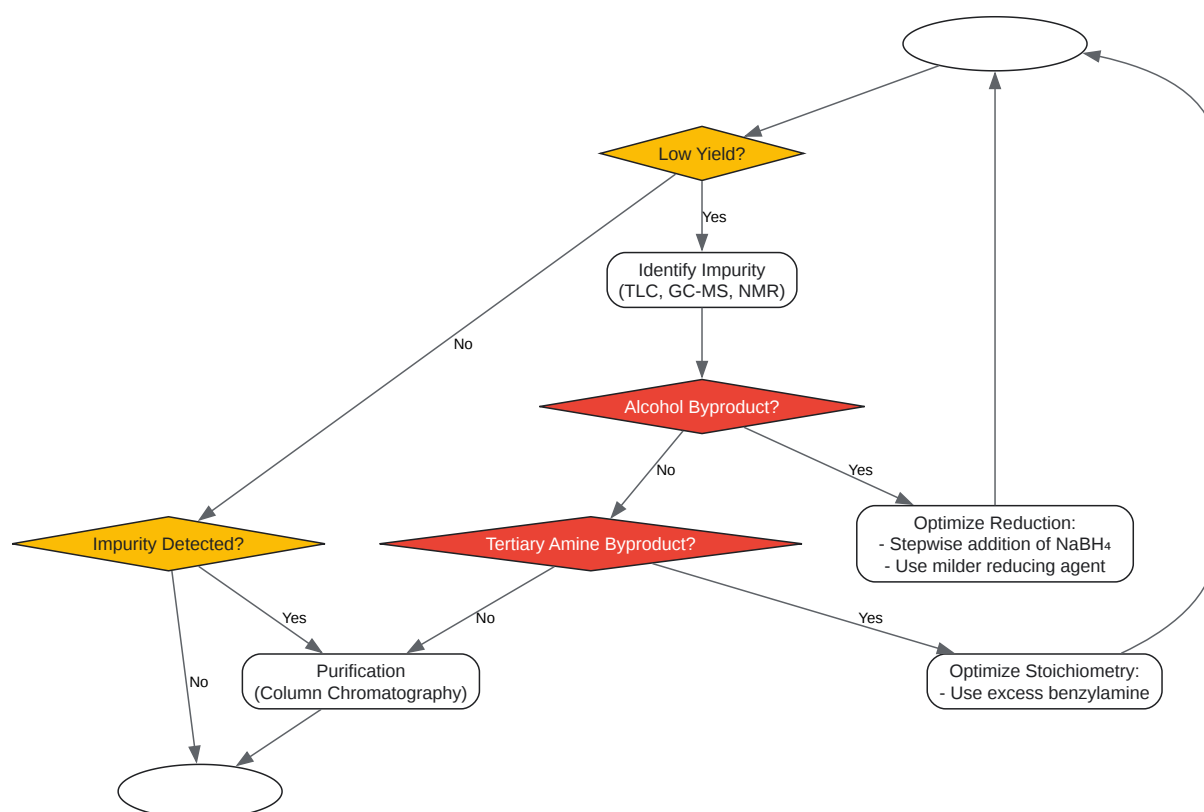 Low Yield?
Yes
Identify Impurity
(TLC, GC-MS, NMR)
No
Alcohol Byproduct?
No
Yes
Optimize Reduction:
- Stepwise addition of NaBH₄
- Use milder reducing agent
Impurity Detected?
Tertiary Amine Byproduct?
Yes
No
Yes
Purification
(Column Chromatography)
Optimize Stoichiometry:
- Use excess benzylamine
No